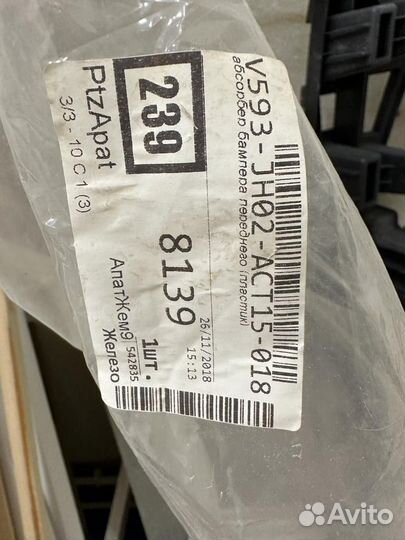 V593-JH02-ACT15-018
абсорбер бампера переднего (пластик)
239
8139
26/11/2018
15:13
1шт.
PtzApat
3/3 - 10 C 1 (3)
АпатЖем9 542835
Железо
Avito